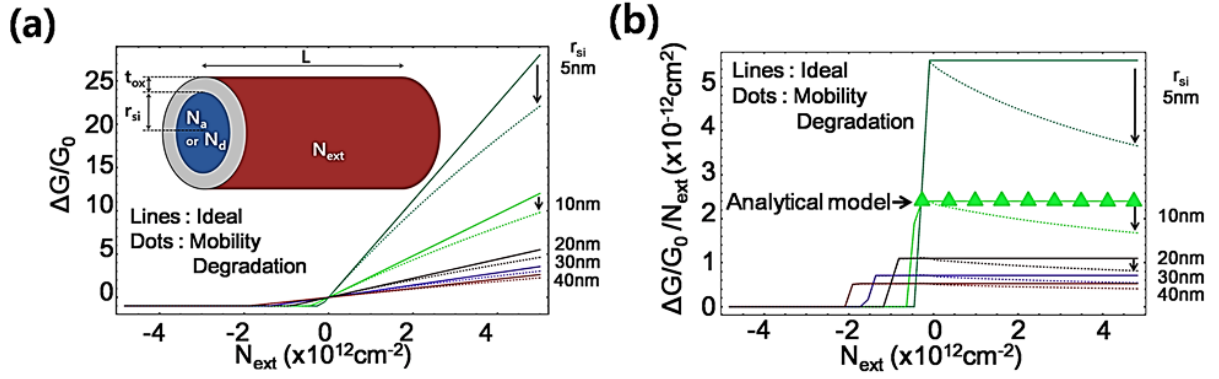 (a)
ΔG/G0
25
20
15
10
5
0
-4
-2
0
2
4
Next (x10^12cm^-2)
L
tox
rsi
Na
or Nd
Next
Lines : Ideal
Dots : Mobility
Degradation
rsi
5nm
10nm
20nm
30nm
40nm
(b)
ΔG/G0/Next (x10^-12cm^2)
5
4
3
2
1
0
-4
-2
0
2
4
Next (x10^12cm^-2)
Lines : Ideal
Dots : Mobility
Degradation
Analytical model
rsi
5nm
10nm
20nm
30nm
40nm